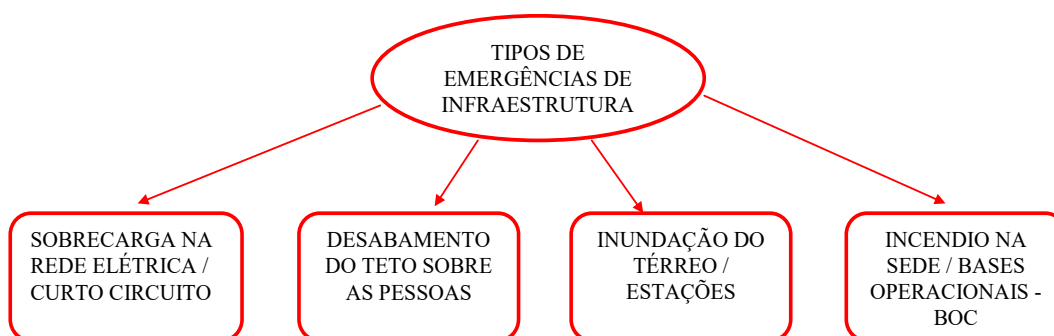 TIPOS DE
EMERGÊNCIAS DE
INFRAESTRUTURA
SOBRECARGA NA
REDE ELÉTRICA /
CURTO CIRCUITO
DESABAMENTO
DO TETO SOBRE
AS PESSOAS
INUNDAÇÃO DO
TÉRREO /
ESTAÇÕES
INCENDIO NA
SEDE / BASES
OPERACIONAIS -
BOC